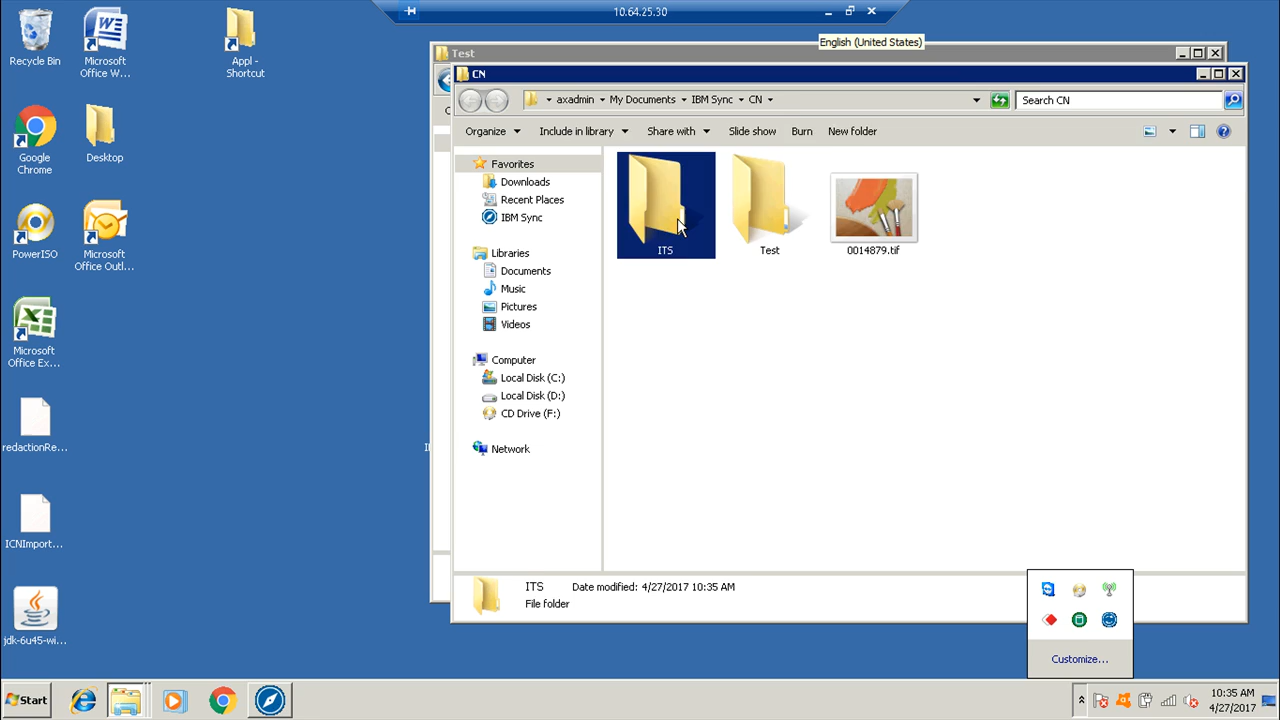 10.64.25.30
English (United States)
Recycle Bin
Microsoft
Office W...
Appl -
Shortcut
Google
Chrome
Desktop
PowerISO
Microsoft
Office Outl...
Microsoft
Office Ex...
redactionRe...
ICNImport...
jdk-6u45-wi...
Test
CN
axadmin
My Documents
IBM Sync
CN
Search CN
Organize
Include in library
Share with
Slide show
Burn
New folder
Favorites
Downloads
Recent Places
IBM Sync
Libraries
Documents
Music
Pictures
Videos
Computer
Local Disk (C:)
Local Disk (D:)
CD Drive (F:)
Network
ITS
Test
0014879.tif
ITS
Date modified: 4/27/2017 10:35 AM
File folder
Customize...
Start
10:35 AM
4/27/2017